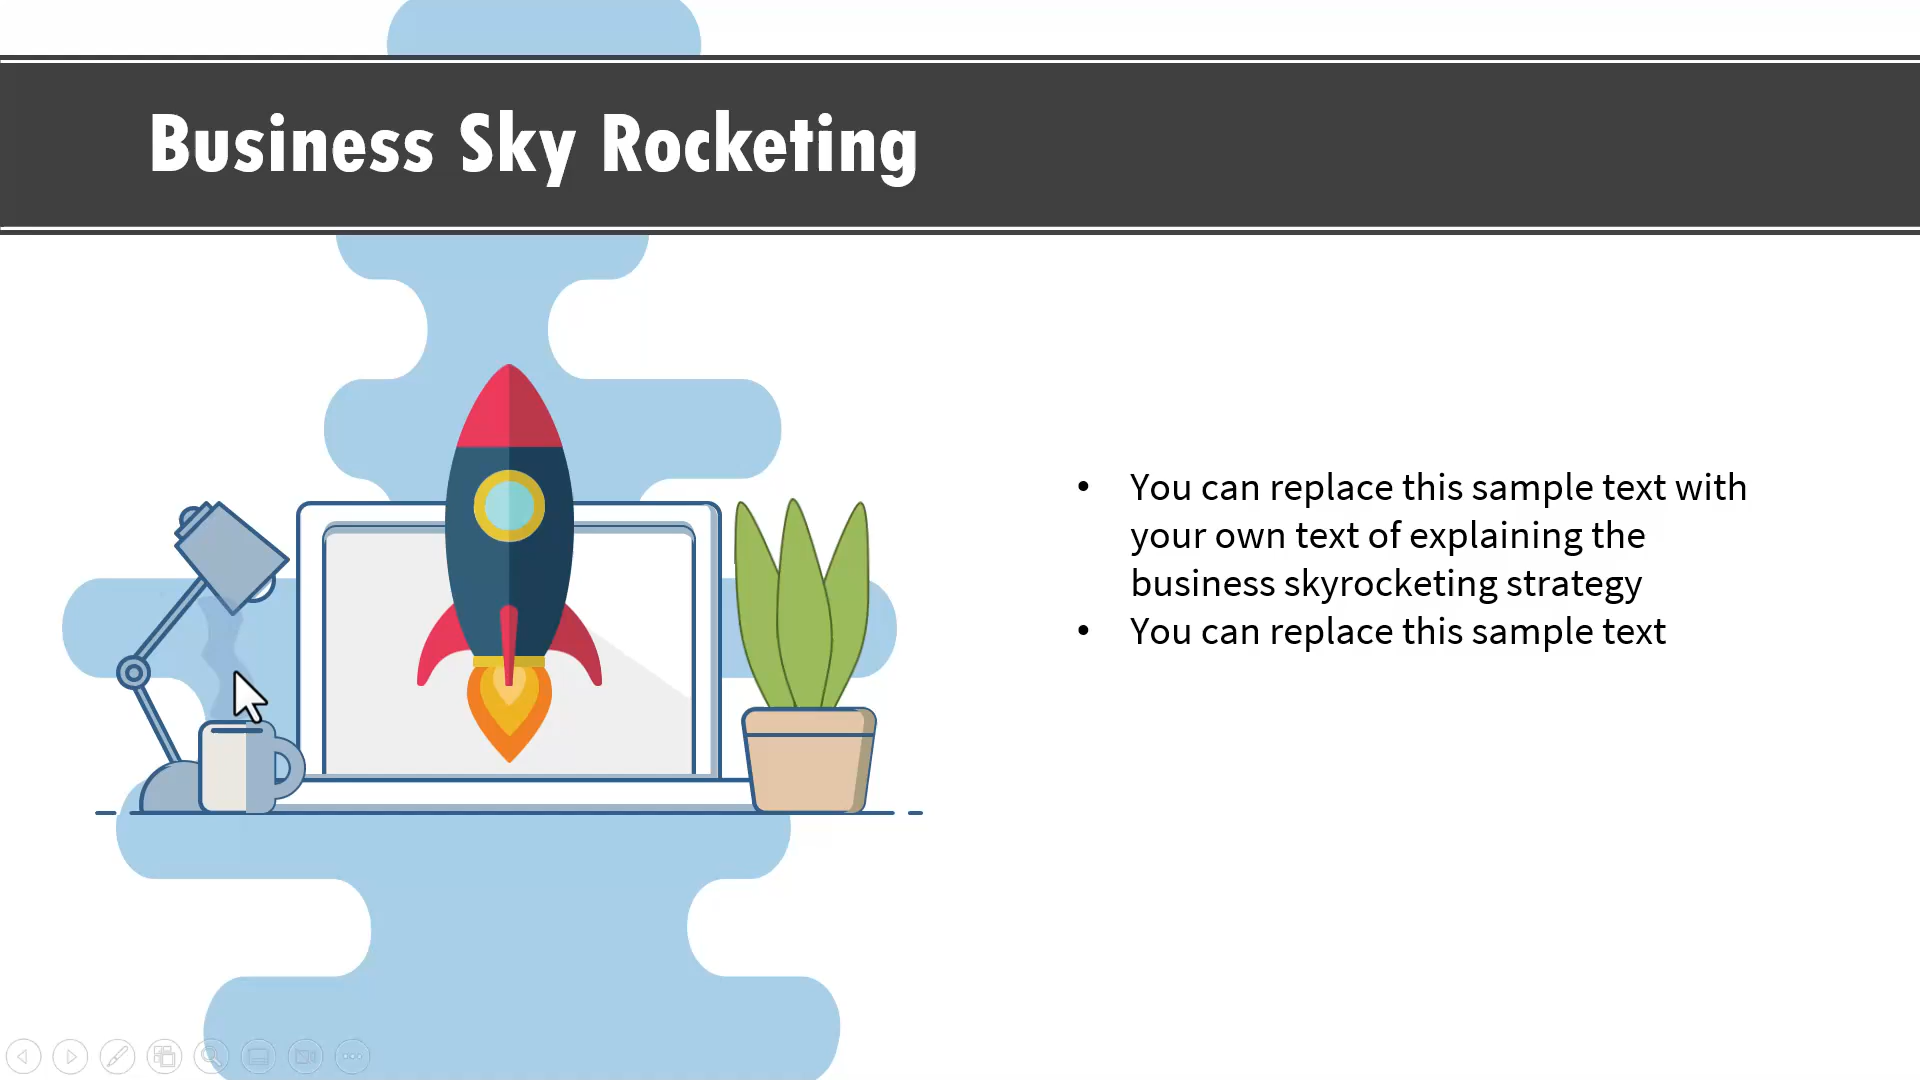 Business Sky Rocketing
• You can replace this sample text with
your own text of explaining the
business skyrocketing strategy
• You can replace this sample text